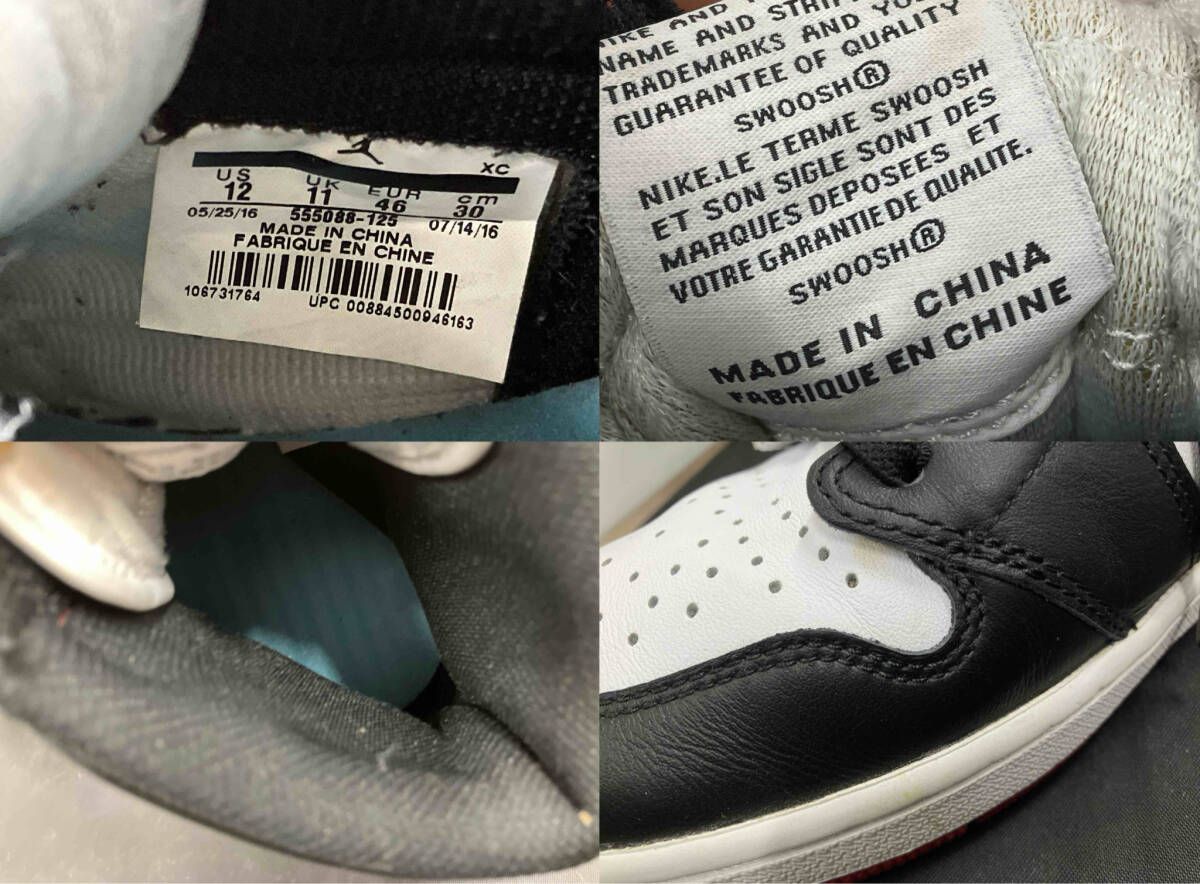 XC
US UK EUR cm
12 11 46 30
05/25/16 555088-125 07/14/16
MADE IN CHINA
FABRIQUE EN CHINE
106731764 UPC 00884500946163
NIKE AND
NAME AND
TRADEMARKS AND
GUARANTEE OF QUALITY
SWOOSH®
NIKE.LE TERME SWOOSH
ET SON SIGLE SONT DES
MARQUES DEPOSEES ET
VOTRE GARANTIE DE QUALITE.
SWOOSH®
MADE IN CHINA
FABRIQUE EN CHINE